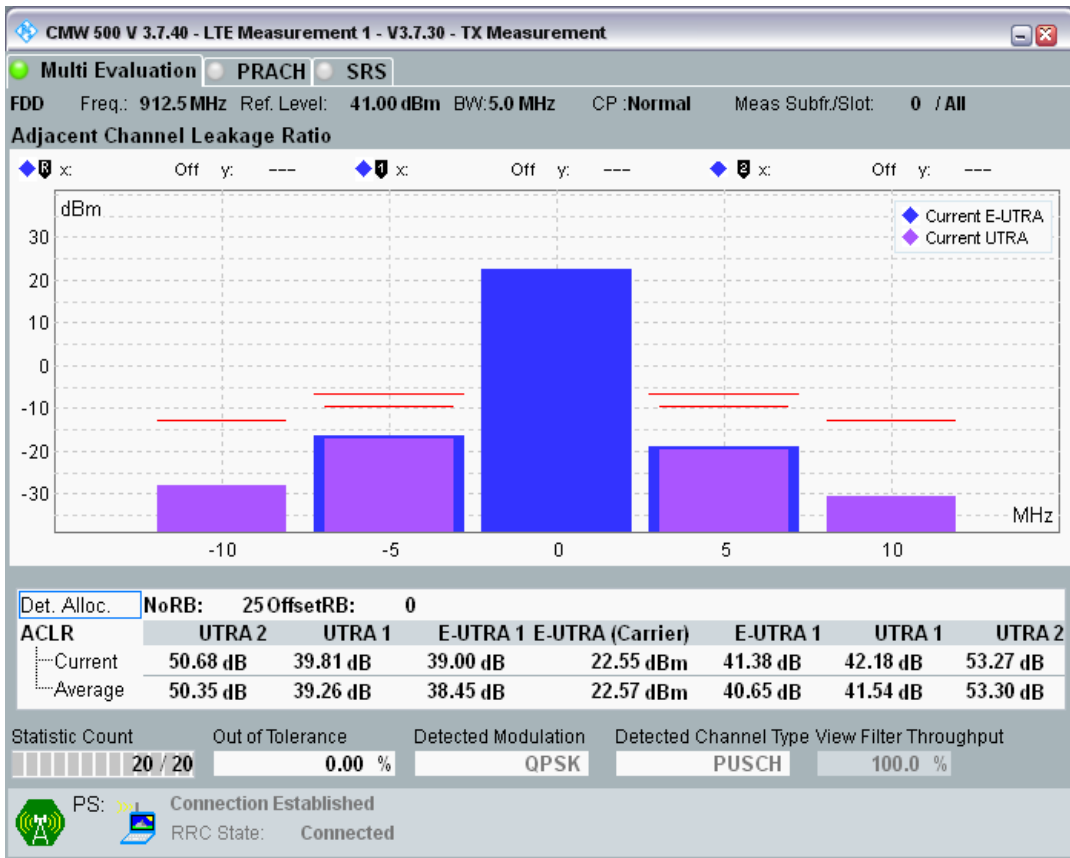 CMW 500 V 3.7.40 - LTE Measurement 1 - V3.7.30 - TX Measurement
Multi Evaluation PRACH SRS
FDD Freq.: 912.5 MHz Ref. Level: 41.00 dBm BW: 5.0 MHz CP : Normal Meas Subfr./Slot: 0 / All
Adjacent Channel Leakage Ratio
R x: Off y: --- 1 x: Off y: --- 2 x: Off y: ---
dBm
Current E-UTRA
Current UTRA
30
20
10
0
-10
-20
-30
MHz
-10 -5 0 5 10
Det. Alloc. NoRB: 25 OffsetRB: 0
ACLR UTRA 2 UTRA 1 E-UTRA 1 E-UTRA (Carrier) E-UTRA 1 UTRA 1 UTRA 2
Current 50.68 dB 39.81 dB 39.00 dB 22.55 dBm 41.38 dB 42.18 dB 53.27 dB
Average 50.35 dB 39.26 dB 38.45 dB 22.57 dBm 40.65 dB 41.54 dB 53.30 dB
Statistic Count Out of Tolerance Detected Modulation Detected Channel Type View Filter Throughput
20 / 20 0.00 % QPSK PUSCH 100.0 %
PS: Connection Established
RRC State: Connected